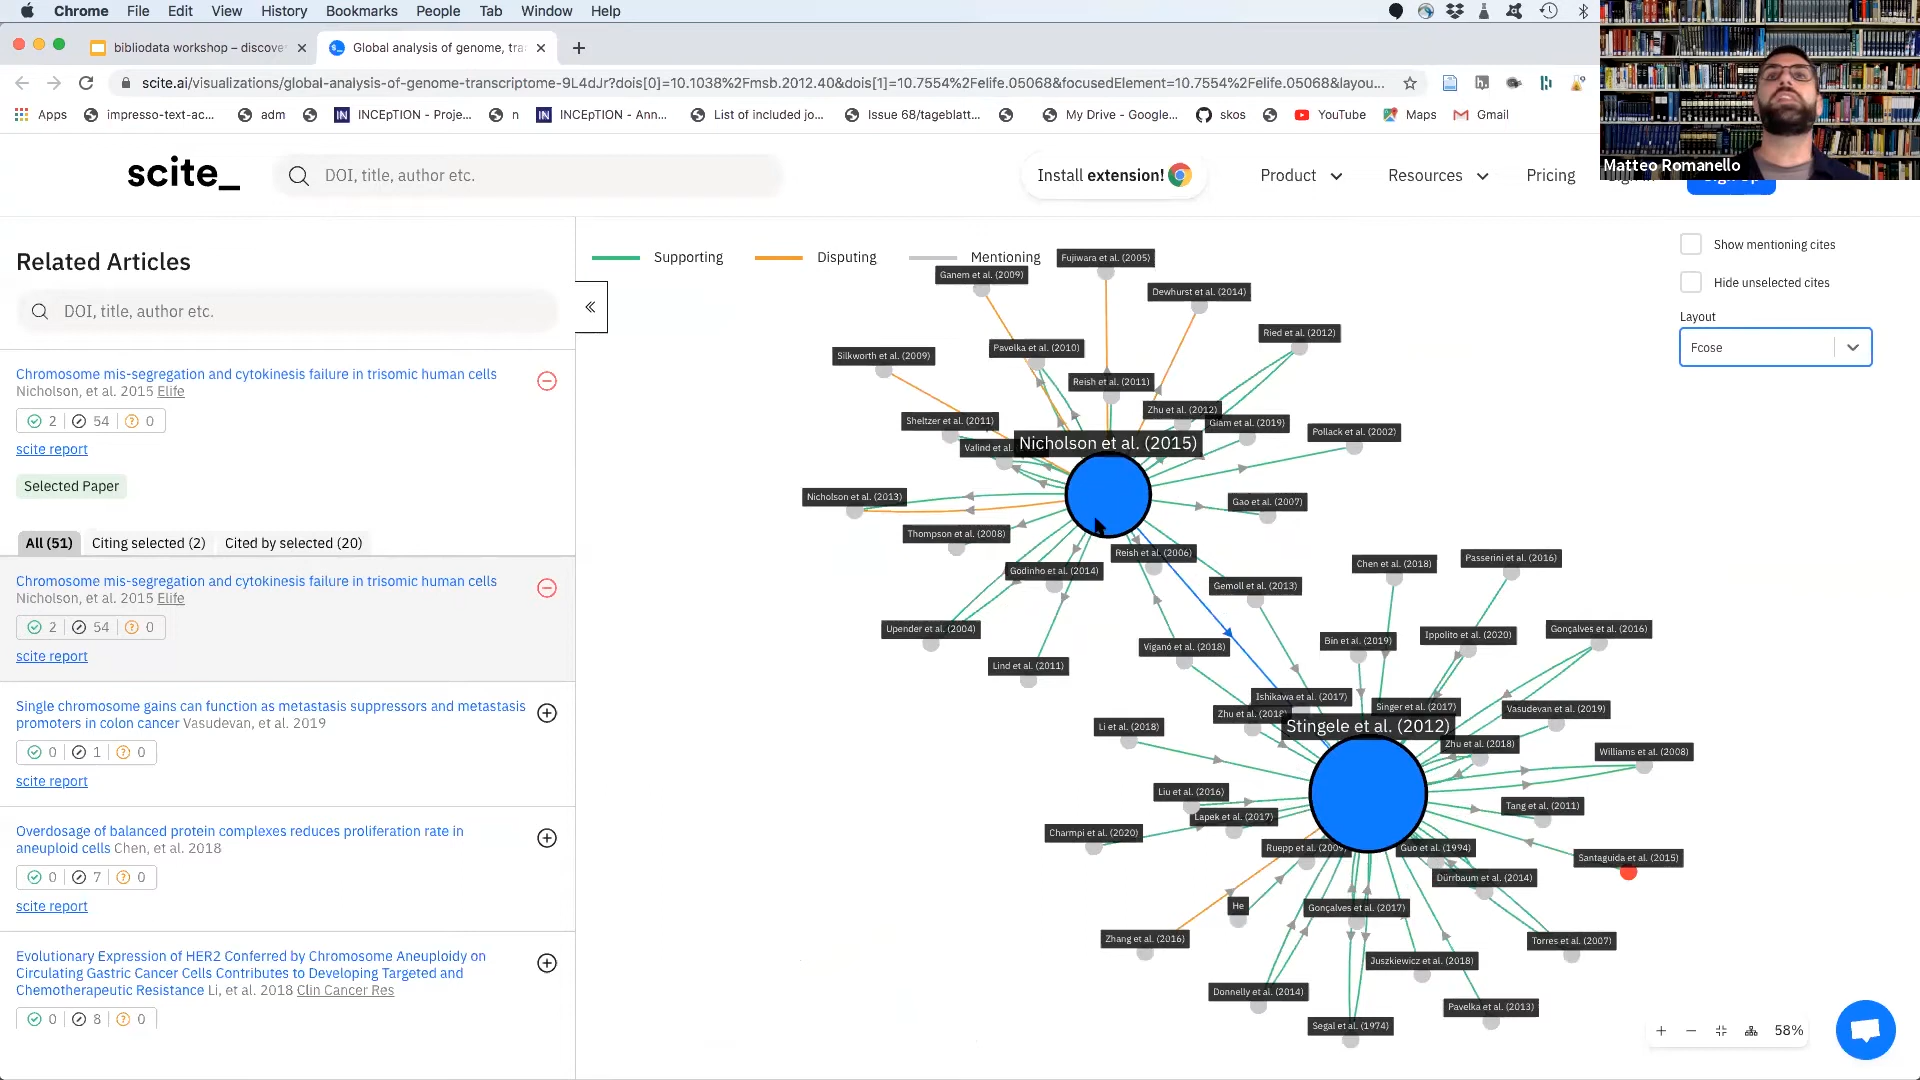 Chrome File Edit View History Bookmarks People Tab Window Help
bibliodata workshop – discove
Global analysis of genome, tra
scite.ai/visualizations/global-analysis-of-genome-transcriptome-9L4dJr?dois[0]=10.1038%2Fmsb.2012.40&dois[1]=10.7554%2Felife.05068&focusedElement=10.7554%2Felife.05068&layou...
Apps impresso-text-ac... adm IN INCEpTION - Proje... n IN INCEpTION - Ann... List of included jo... Issue 68/tageblatt... My Drive - Google... skos YouTube Maps Gmail
Matteo Romanello
scite_
DOI, title, author etc.
Install extension!
Product
Resources
Pricing
Related Articles
DOI, title, author etc.
Chromosome mis-segregation and cytokinesis failure in trisomic human cells
Nicholson, et al. 2015 Elife
2 54 ? 0
scite report
Selected Paper
All (51) Citing selected (2) Cited by selected (20)
Chromosome mis-segregation and cytokinesis failure in trisomic human cells
Nicholson, et al. 2015 Elife
2 54 ? 0
scite report
Single chromosome gains can function as metastasis suppressors and metastasis
promoters in colon cancer Vasudevan, et al. 2019
0 1 ? 0
scite report
Overdosage of balanced protein complexes reduces proliferation rate in
aneuploid cells Chen, et al. 2018
0 7 ? 0
scite report
Evolutionary Expression of HER2 Conferred by Chromosome Aneuploidy on
Circulating Gastric Cancer Cells Contributes to Developing Targeted and
Chemotherapeutic Resistance Li, et al. 2018 Clin Cancer Res
0 8 ? 0
Supporting Disputing Mentioning
Fujiwara et al. (2005)
Ganem et al. (2009)
Dewhurst et al. (2014)
Ried et al. (2012)
Pavelka et al. (2010)
Silkworth et al. (2009)
Reish et al. (2011)
Zhu et al. (2012)
Sheltzer et al. (2011)
Giam et al. (2019)
Pollack et al. (2002)
Nicholson et al. (2015)
Valind et al.
Nicholson et al. (2013)
Gao et al. (2007)
Thompson et al. (2008)
Reish et al. (2006)
Godinho et al. (2014)
Gemoll et al. (2013)
Chen et al. (2018)
Passerini et al. (2016)
Upender et al. (2004)
Viganó et al. (2018)
Bin et al. (2019)
Ippolito et al. (2020)
Gonçalves et al. (2016)
Lind et al. (2011)
Ishikawa et al. (2017)
Singer et al. (2017)
Vasudevan et al. (2019)
Zhu et al. (2018)
Li et al. (2018)
Stingele et al. (2012)
Zhu et al. (2018)
Williams et al. (2008)
Liu et al. (2016)
Lapek et al. (2017)
Tang et al. (2011)
Charmpi et al. (2020)
Ruepp et al. (2009)
Guo et al. (1994)
Santaguida et al. (2015)
Dürrbaum et al. (2014)
He
Gonçalves et al. (2017)
Zhang et al. (2016)
Torres et al. (2007)
Juszkiewicz et al. (2018)
Donnelly et al. (2014)
Pavelka et al. (2013)
Segal et al. (1974)
Show mentioning cites
Hide unselected cites
Layout
Fcose
58%